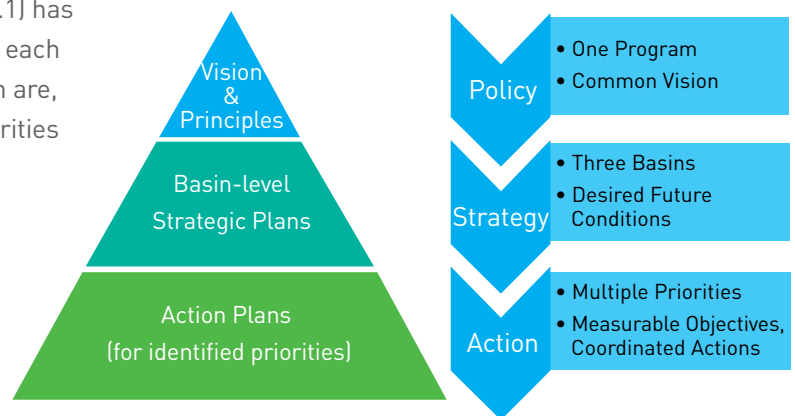 .1) has
each
are,
rities
Vision
&
Principles
Basin-level
Strategic Plans
Action Plans
(for identified priorities)
Policy
• One Program
• Common Vision
Strategy
• Three Basins
• Desired Future
Conditions
Action
• Multiple Priorities
• Measurable Objectives,
Coordinated Actions